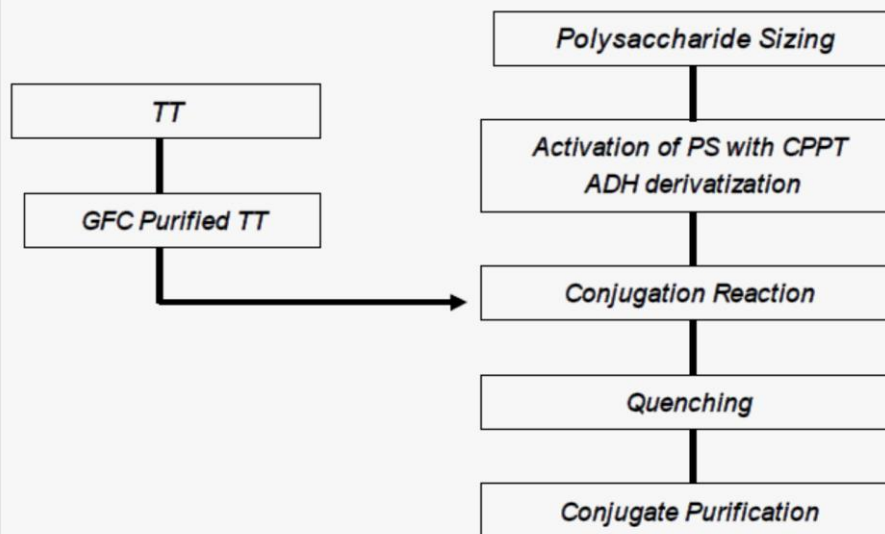 Polysaccharide Sizing
TT
Activation of PS with CPPT
ADH derivatization
GFC Purified TT
Conjugation Reaction
Quenching
Conjugate Purification